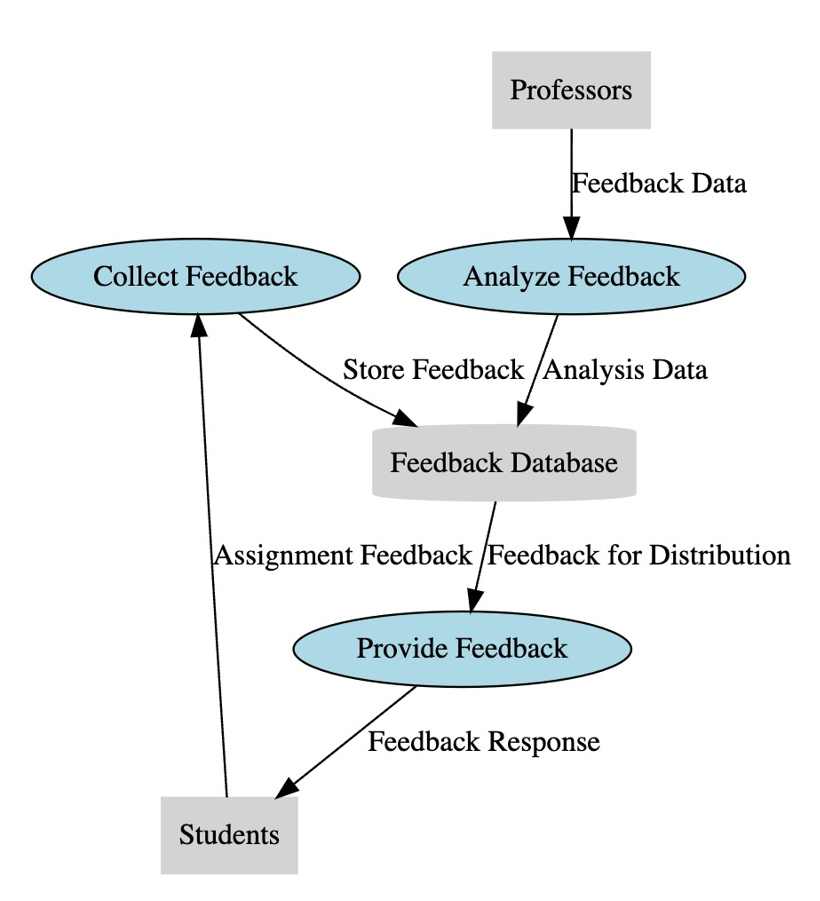 Professors
Feedback Data
Collect Feedback
Analyze Feedback
Store Feedback
Analysis Data
Feedback Database
Assignment Feedback
Feedback for Distribution
Provide Feedback
Feedback Response
Students